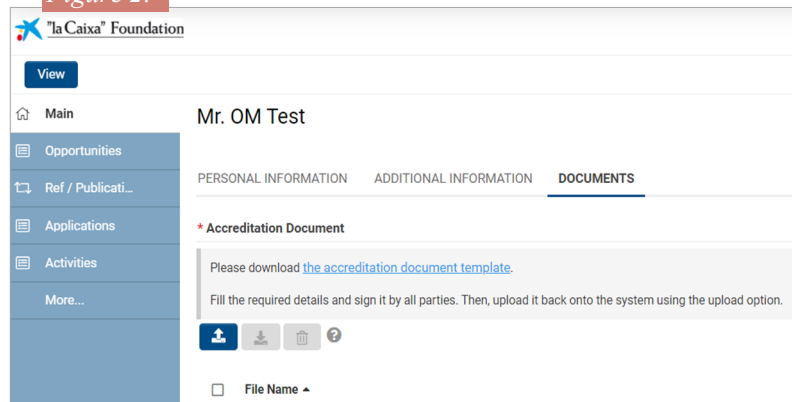 Figure 2.
"la Caixa" Foundation
View
Main
Opportunities
Ref / Publicati...
Applications
Activities
More...
Mr. OM Test
PERSONAL INFORMATION ADDITIONAL INFORMATION DOCUMENTS
* Accreditation Document
Please download the accreditation document template.
Fill the required details and sign it by all parties. Then, upload it back onto the system using the upload option.
File Name